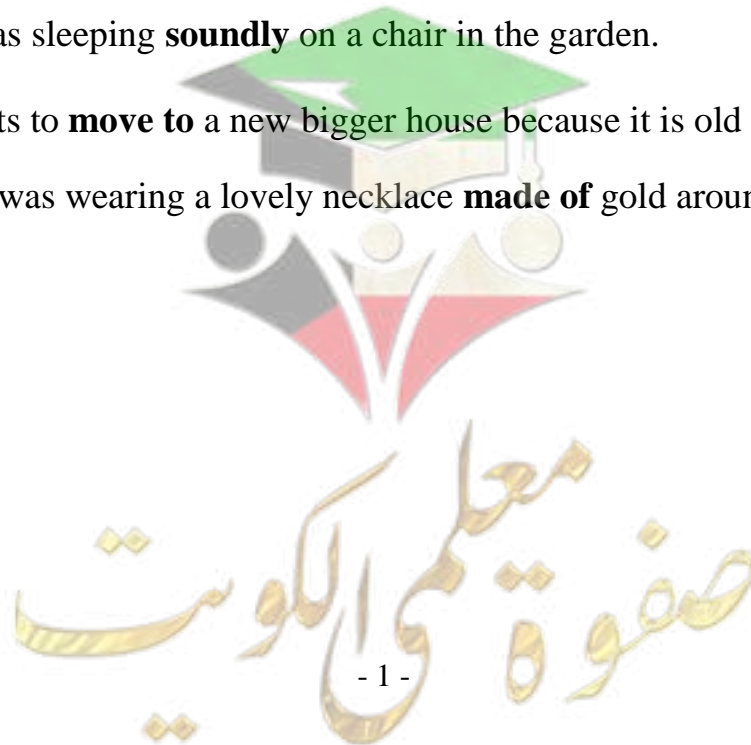 as sleeping soundly on a chair in the garden.
ts to move to a new bigger house because it is old
was wearing a lovely necklace made of gold aroun
صفوة معلمى الكويت
- 1 -